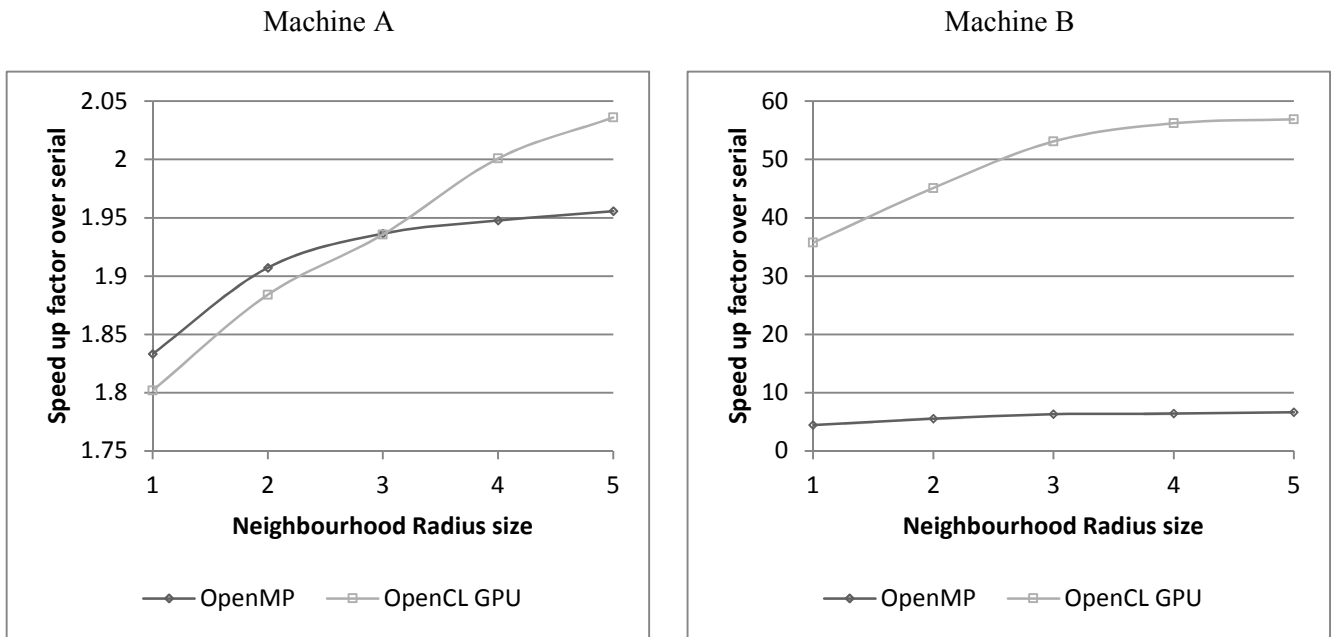 Machine A
Machine B
Speed up factor over serial
2.05
2
1.95
1.9
1.85
1.8
1.75
1 2 3 4 5
Neighbourhood Radius size
OpenMP OpenCL GPU
Speed up factor over serial
60
50
40
30
20
10
0
1 2 3 4 5
Neighbourhood Radius size
OpenMP OpenCL GPU